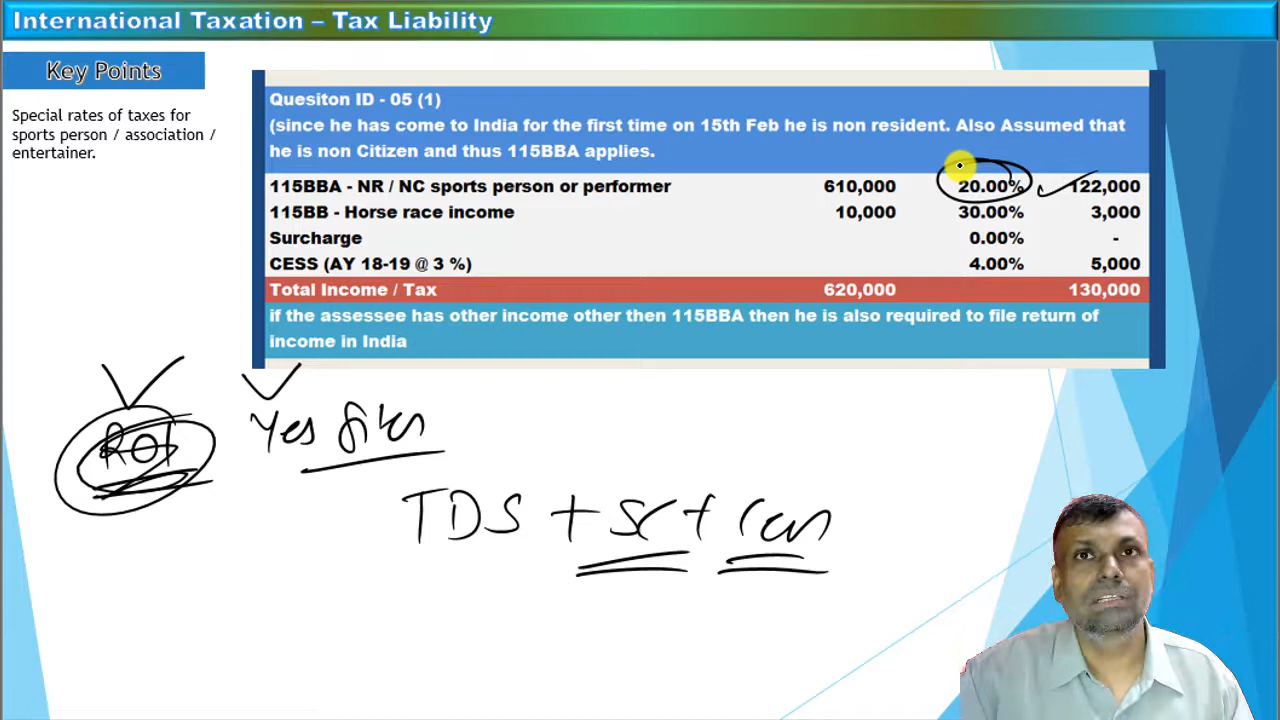 International Taxation – Tax Liability
Key Points
Special rates of taxes for
sports person / association /
entertainer.
Quesiton ID - 05 (1)
(since he has come to India for the first time on 15th Feb he is non resident. Also Assumed that
he is non Citizen and thus 115BBA applies.
115BBA - NR / NC sports person or performer 610,000 20.00% 122,000
115BB - Horse race income 10,000 30.00% 3,000
Surcharge 0.00% -
CESS (AY 18-19 @ 3 %) 4.00% 5,000
Total Income / Tax 620,000 130,000
if the assessee has other income other then 115BBA then he is also required to file return of
income in India
ROI Yes
TDS + SC +